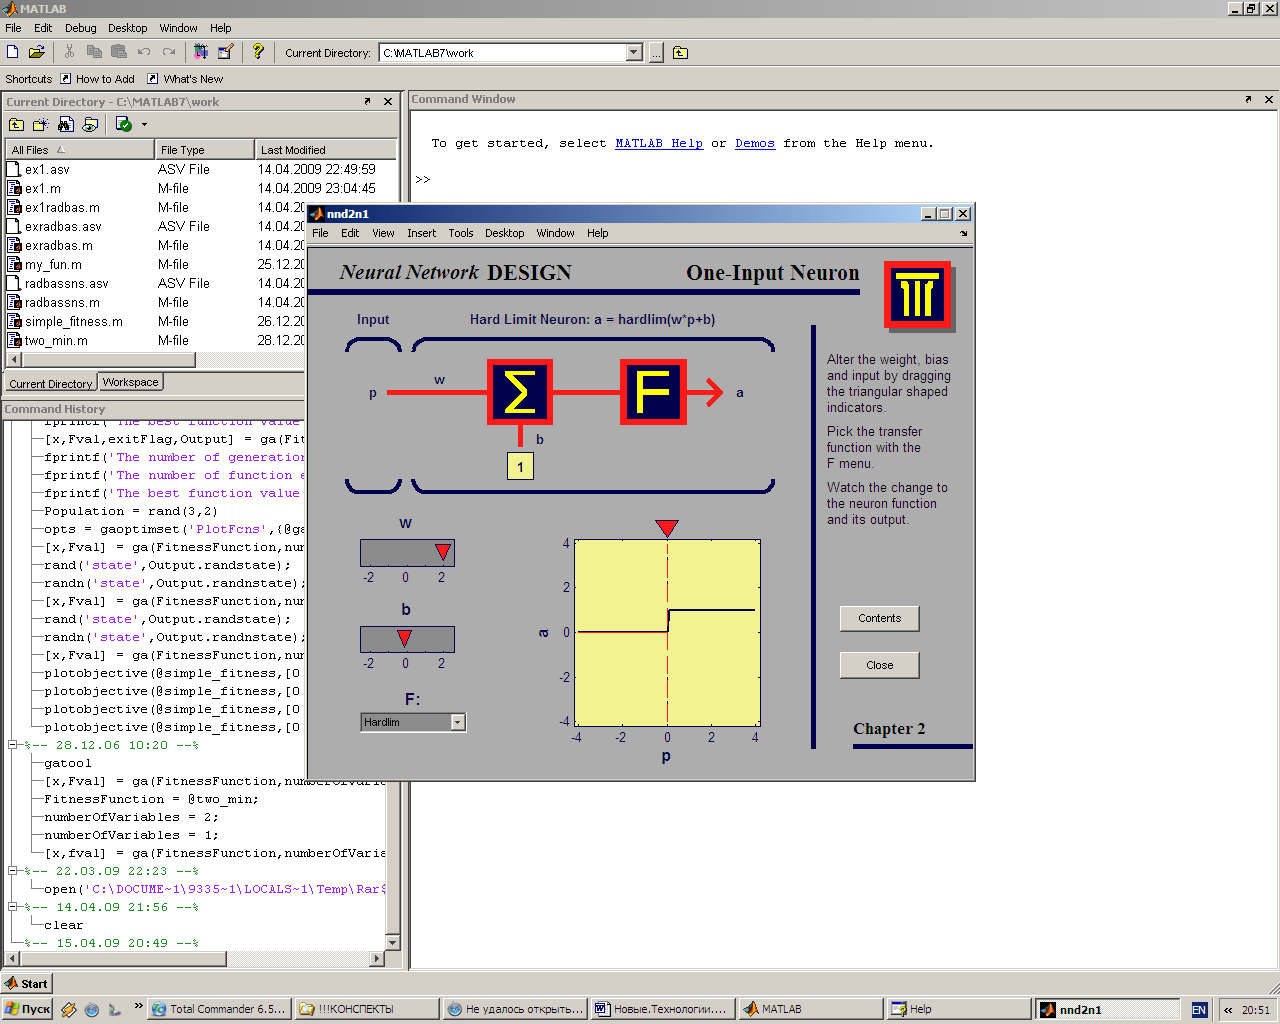 MATLAB
File Edit Debug Desktop Window Help
Current Directory: C:\MATLAB7\work ...
Shortcuts How to Add What's New
Current Directory - C:\MATLAB7\work
All Files File Type Last Modified
ex1.asv ASV File 14.04.2009 22:49:59
ex1.m M-file 14.04.2009 23:04:45
ex1radbas.m M-file 14.04.20
exradbas.asv ASV File 14.04.20
exradbas.m M-file 14.04.20
my_fun.m M-file 25.12.20
radbassns.asv ASV File 14.04.20
radbassns.m M-file 14.04.20
simple_fitness.m M-file 26.12.20
two_min.m M-file 28.12.20
Current Directory Workspace
Command History
fprintf('The best function value
[x,Fval,exitFlag,Output] = ga(Fit
fprintf('The number of generation
fprintf('The number of function e
fprintf('The best function value
Population = rand(3,2)
opts = gaoptimset('PlotFcns',{@ga
[x,Fval] = ga(FitnessFunction,nu
rand('state',Output.randstate);
randn('state',Output.randnstate);
[x,Fval] = ga(FitnessFunction,nu
rand('state',Output.randstate);
randn('state',Output.randnstate);
[x,Fval] = ga(FitnessFunction,nu
plotobjective(@simple_fitness,[0
plotobjective(@simple_fitness,[0
plotobjective(@simple_fitness,[0
plotobjective(@simple_fitness,[0
%-- 28.12.06 10:20 --%
gatool
[x,Fval] = ga(FitnessFunction,numberOfVaria
FitnessFunction = @two_min;
numberOfVariables = 2;
numberOfVariables = 1;
[x,fval] = ga(FitnessFunction,numberOfVaria
%-- 22.03.09 22:23 --%
open('C:\DOCUME~1\9335~1\LOCALS~1\Temp\Rar$
%-- 14.04.09 21:56 --%
clear
%-- 15.04.09 20:49 --%
Command Window
To get started, select MATLAB Help or Demos from the Help menu.
>>
nnd2n1
File Edit View Insert Tools Desktop Window Help
Neural Network DESIGN One-Input Neuron
Input Hard Limit Neuron: a = hardlim(w*p+b)
p w Σ F a
b
1
w
-2 0 2
b
-2 0 2
F:
Hardlim
4
2
0
-2
-4
a
-4 -2 0 2 4
p
Alter the weight, bias
and input by dragging
the triangular shaped
indicators.
Pick the transfer
function with the
F menu.
Watch the change to
the neuron function
and its output.
Contents
Close
Chapter 2
Start
Пуск » Total Commander 6.5... !!!КОНСПЕКТЫ Не удалось открыть... Новые.Технологии.... MATLAB Help nnd2n1 EN « 20:51